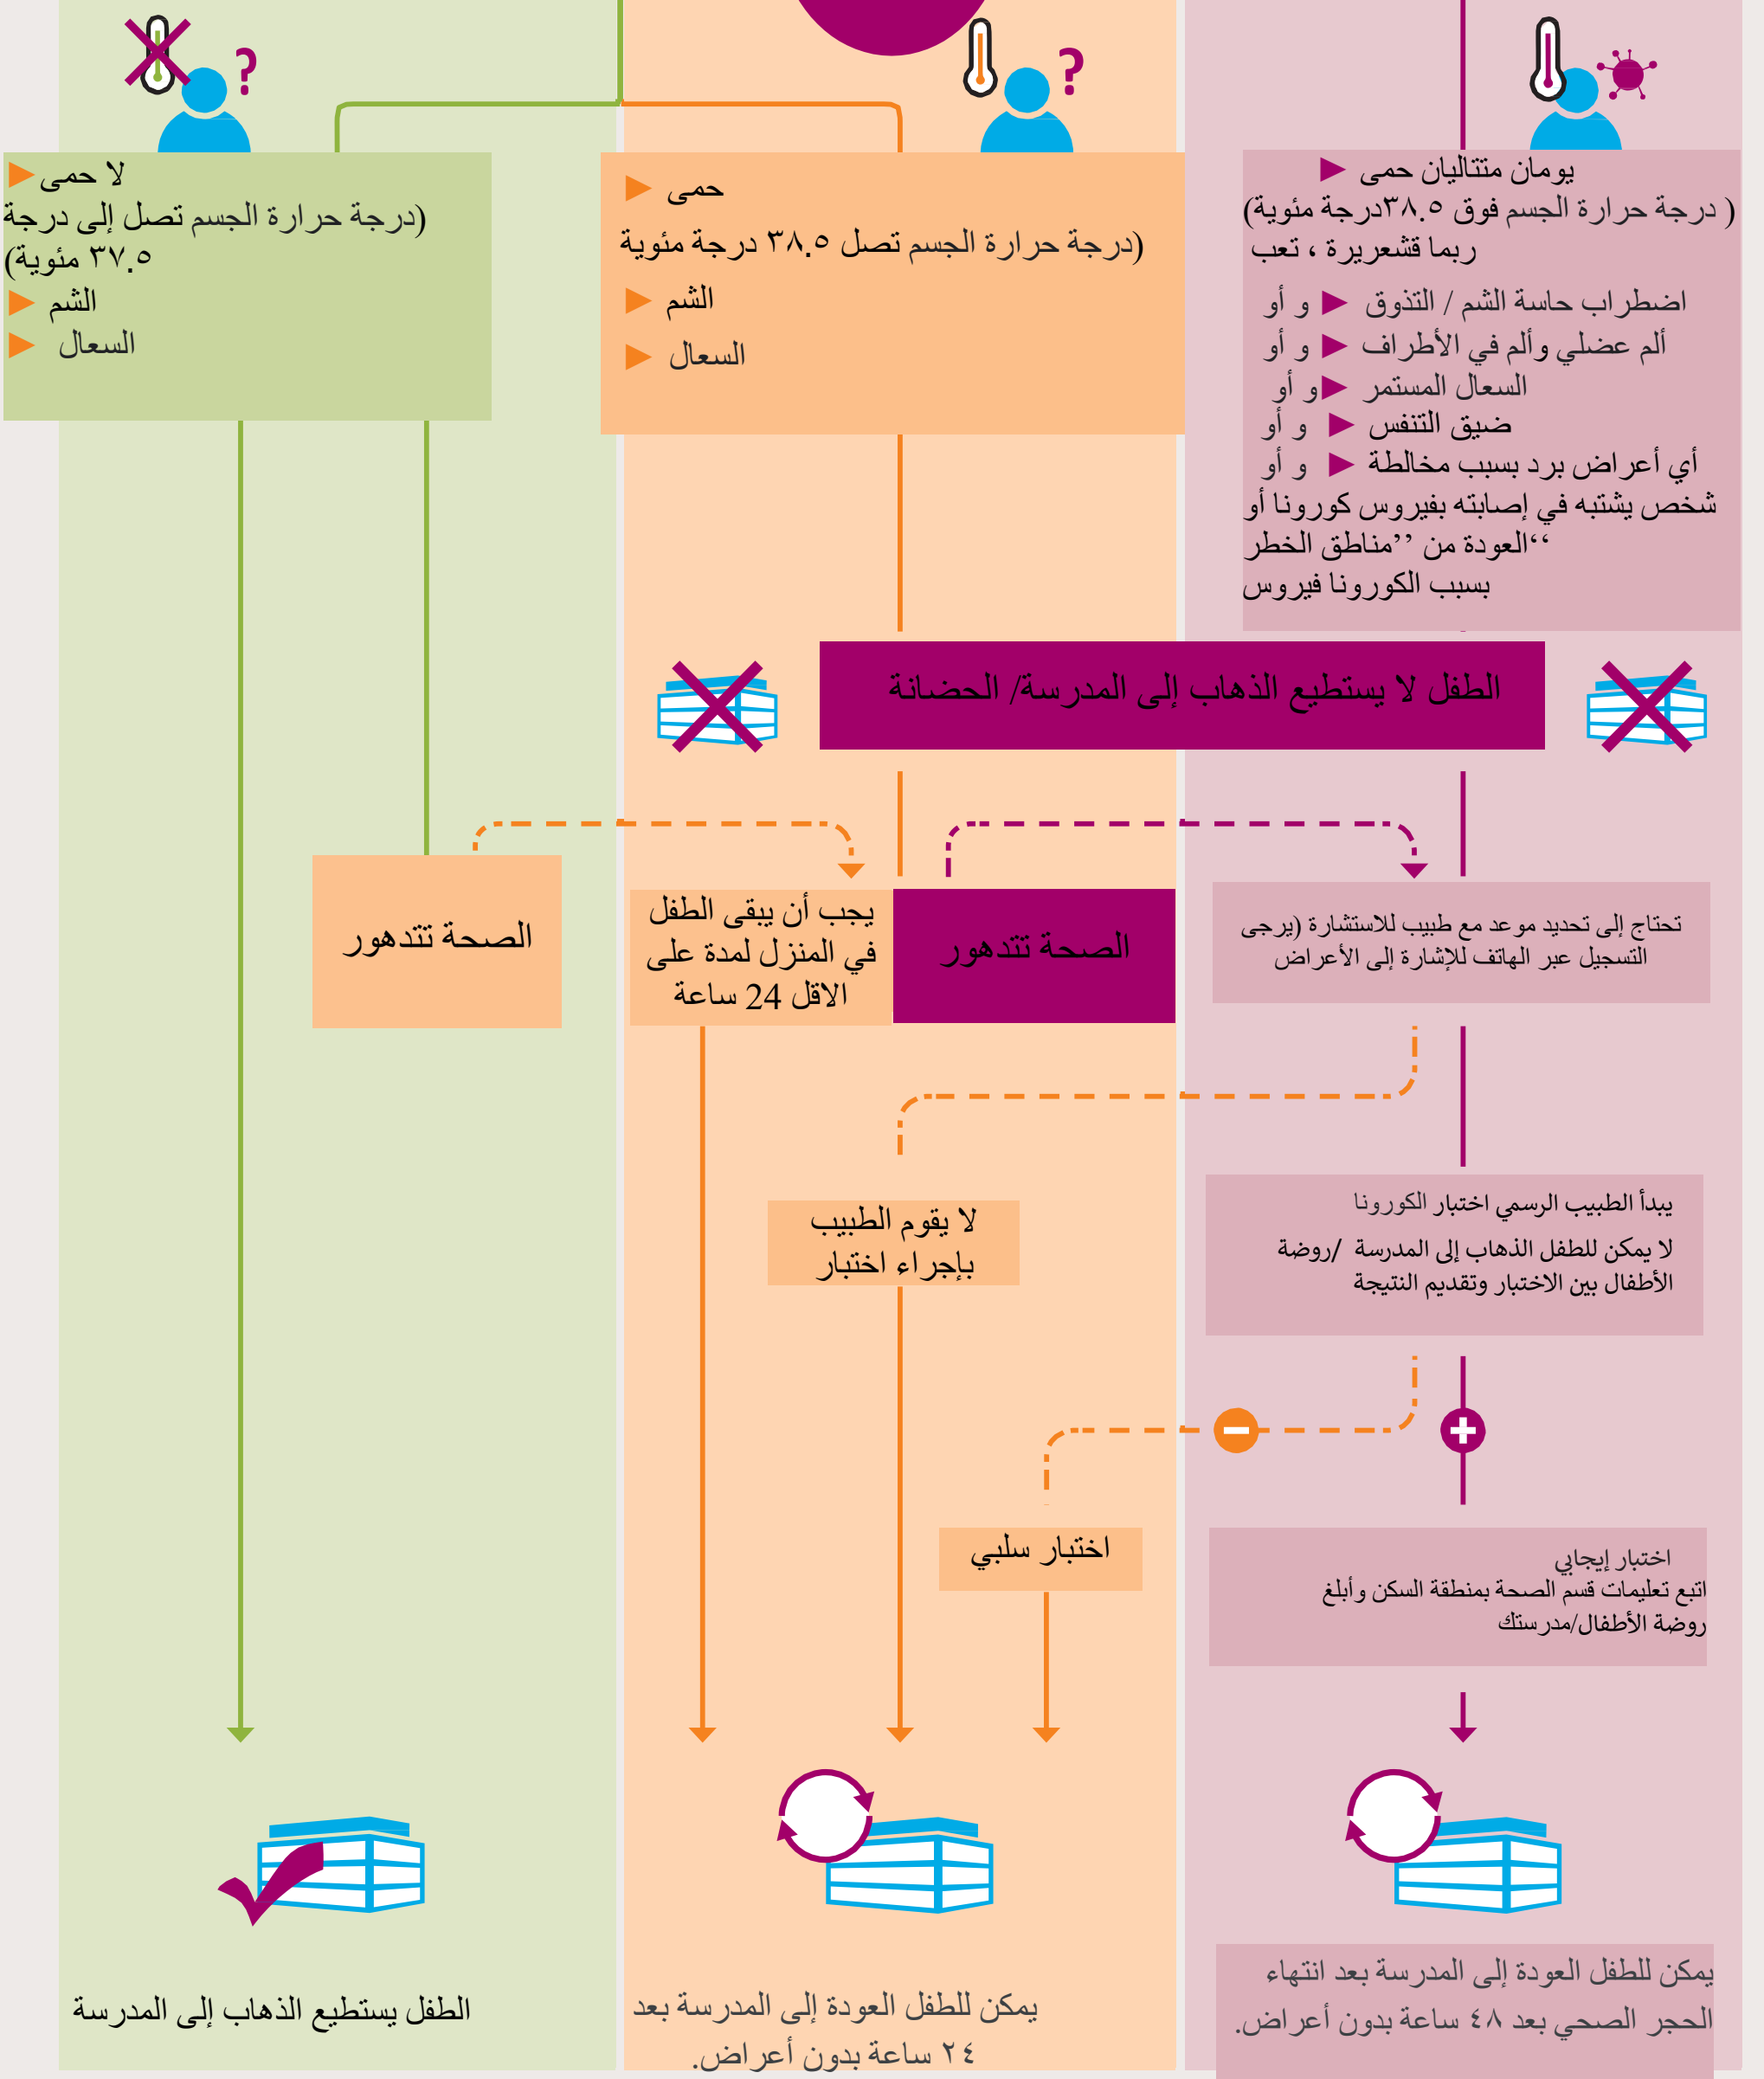 ?
?
يومان متتاليان حمى
( درجة حرارة الجسم فوق ٣٨.٥درجة مئوية)
ربما قشعريرة ، تعب
اضطراب حاسة الشم / التذوق و أو
ألم عضلي وألم في الأطراف و أو
السعال المستمر و أو
ضيق التنفس و أو
أي أعراض برد بسبب مخالطة و أو
شخص يشتبه في إصابته بفيروس كورونا أو
“العودة من ’’مناطق الخطر
بسبب الكورونا فيروس
حمى
(درجة حرارة الجسم تصل ٣٨.٥ درجة مئوية
الشم
السعال
لا حمى
(درجة حرارة الجسم تصل إلى درجة
٣٧.٥ مئوية)
الشم
السعال
الطفل لا يستطيع الذهاب إلى المدرسة/ الحضانة
تحتاج إلى تحديد موعد مع طبيب للاستشارة (يرجى
التسجيل عبر الهاتف للإشارة إلى الأعراض
الصحة تتدهور
يجب أن يبقى الطفل
في المنزل لمدة على
الاقل 24 ساعة
الصحة تتدهور
يبدأ الطبيب الرسمي اختبار الكورونا
لا يمكن للطفل الذهاب إلى المدرسة /روضة
الأطفال بين الاختبار وتقديم النتيجة
لا يقوم الطبيب
بإجراء اختبار
اختبار إيجابي
اتبع تعليمات قسم الصحة بمنطقة السكن وأبلغ
روضة الأطفال/مدرستك
اختبار سلبي
يمكن للطفل العودة إلى المدرسة بعد انتهاء
الحجر الصحي بعد ٤٨ ساعة بدون أعراض.
يمكن للطفل العودة إلى المدرسة بعد
٢٤ ساعة بدون أعراض.
الطفل يستطيع الذهاب إلى المدرسة